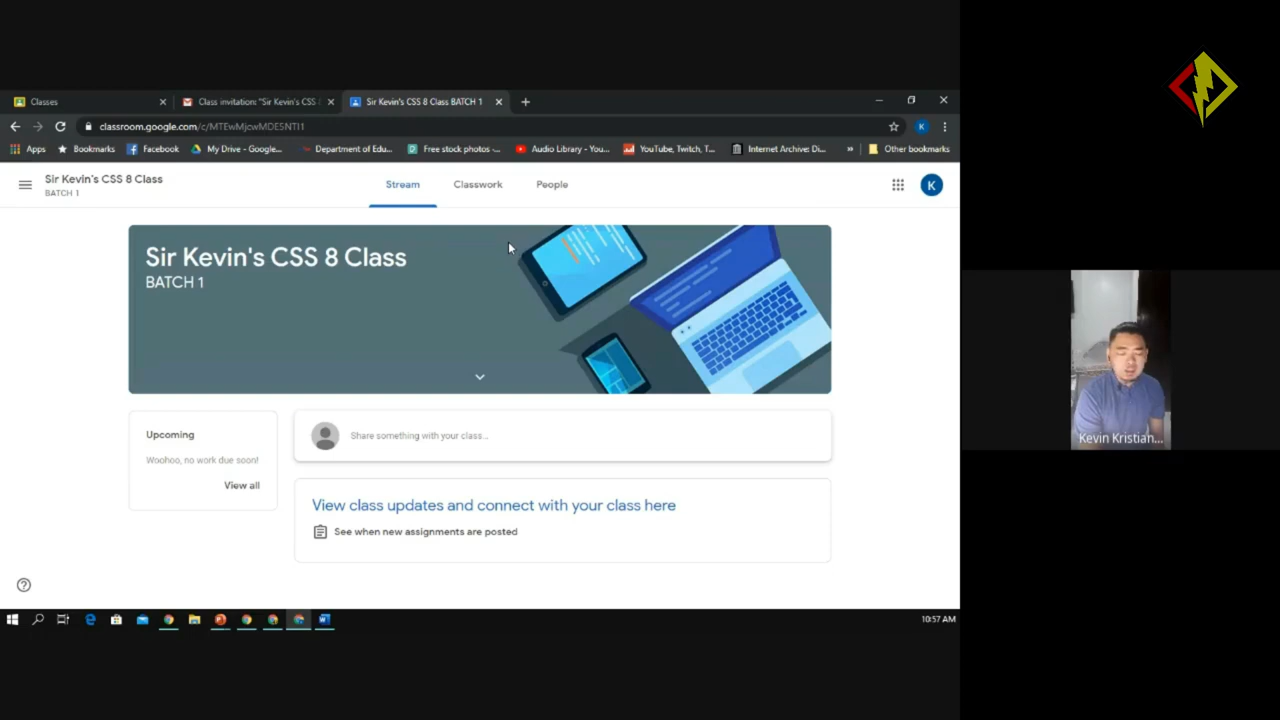 Classes
Class invitation: "Sir Kevin's CSS
Sir Kevin's CSS 8 Class BATCH 1
classroom.google.com/c/MTEwMjcwMDE5NTI1
Apps
Bookmarks
Facebook
My Drive - Google...
Department of Edu...
Free stock photos -...
Audio Library - You...
YouTube, Twitch, T...
Internet Archive: Di...
»
Other bookmarks
K
Sir Kevin's CSS 8 Class
BATCH 1
Stream
Classwork
People
K
Sir Kevin's CSS 8 Class
BATCH 1
Upcoming
Woohoo, no work due soon!
View all
Share something with your class...
View class updates and connect with your class here
See when new assignments are posted
10:57 AM
Kevin Kristian...